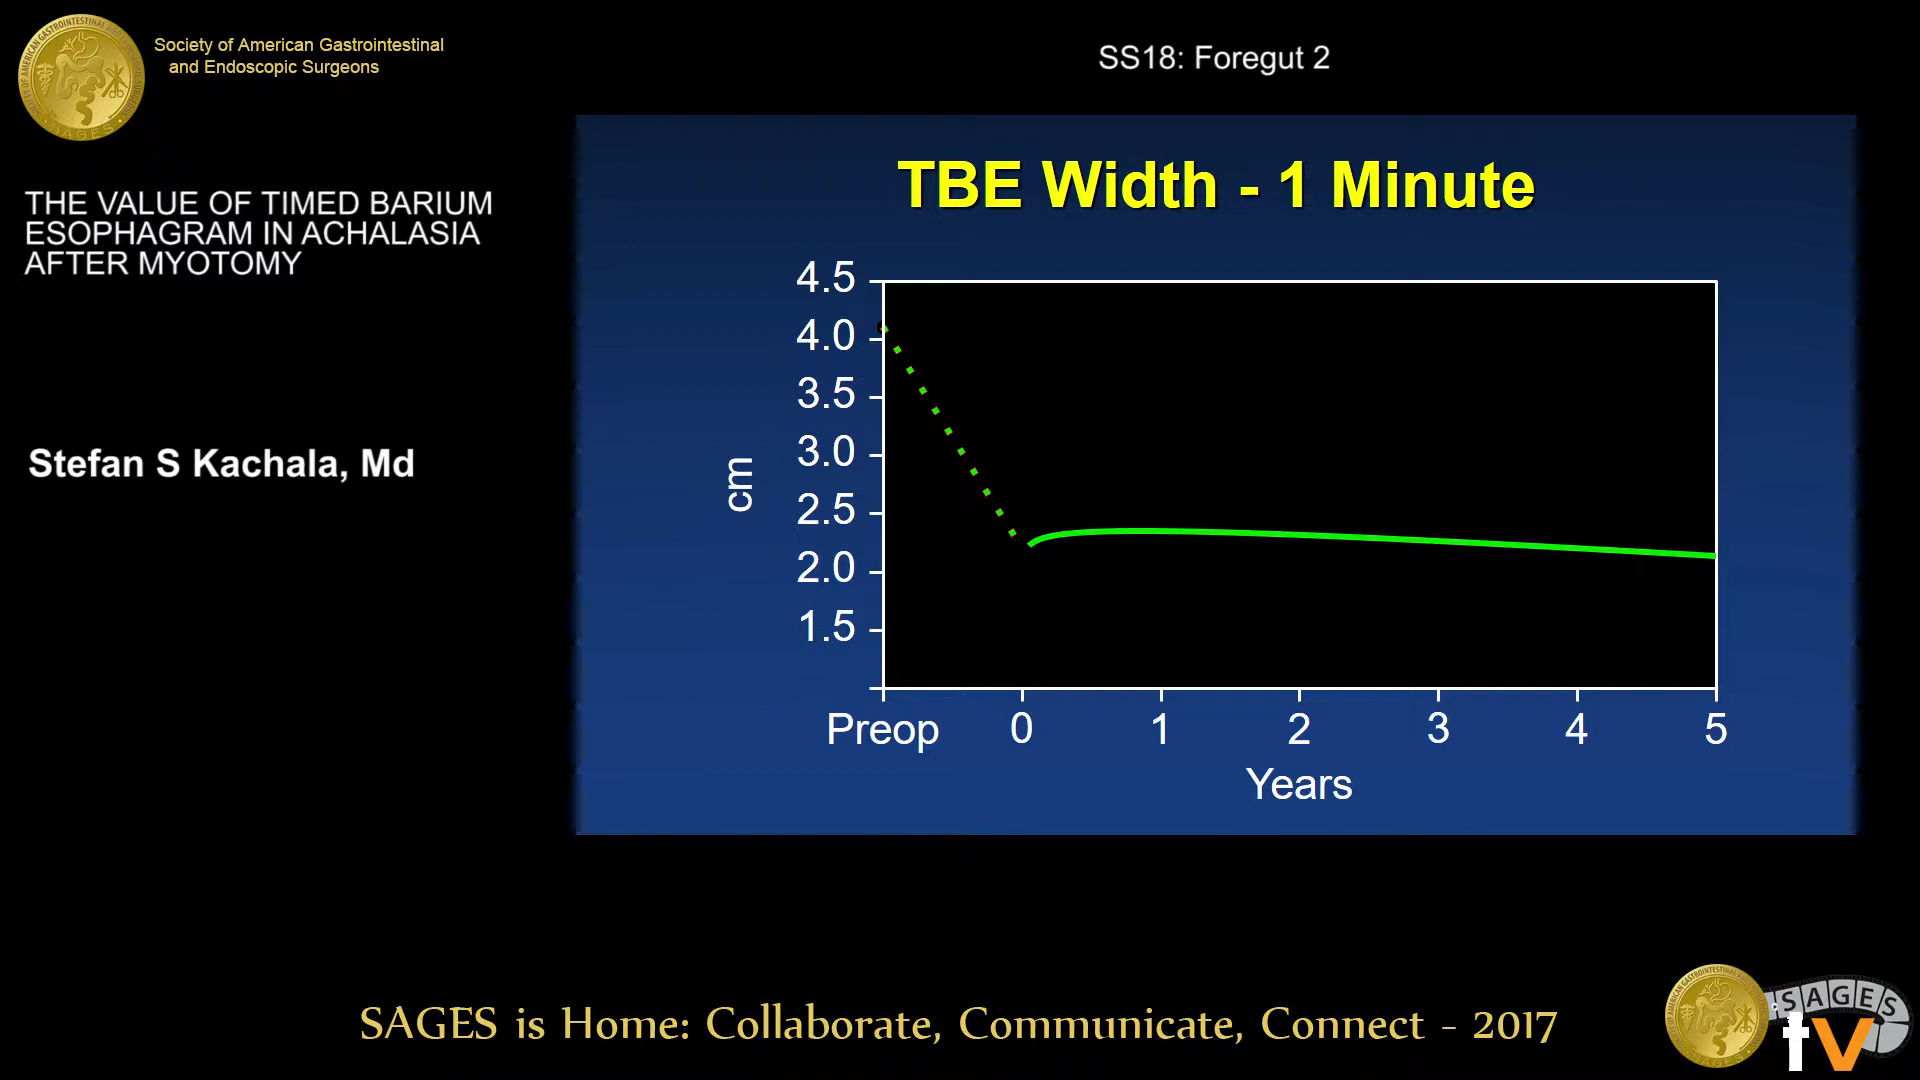 Society of American Gastrointestinal
and Endoscopic Surgeons
SS18: Foregut 2
THE VALUE OF TIMED BARIUM
ESOPHAGRAM IN ACHALASIA
AFTER MYOTOMY
Stefan S Kachala, Md
TBE Width - 1 Minute
4.5
4.0
3.5
3.0
2.5
2.0
1.5
cm
Preop 0 1 2 3 4 5
Years
SAGES is Home: Collaborate, Communicate, Connect - 2017
SAGES
tv